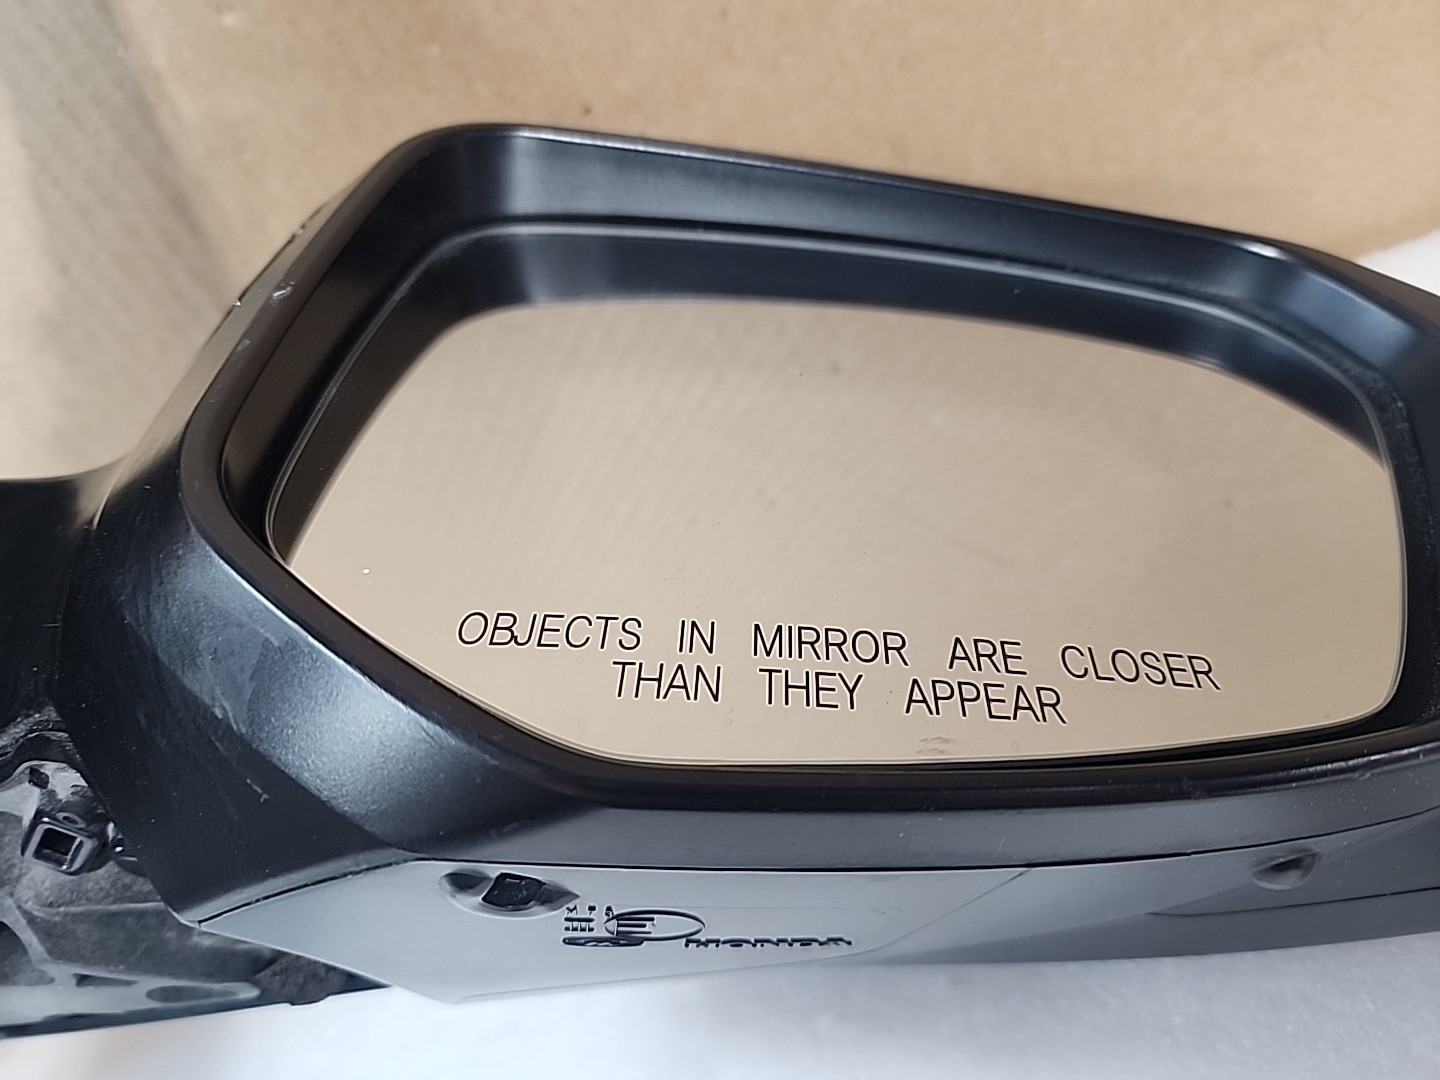 OBJECTS IN MIRROR ARE CLOSER
THAN THEY APPEAR
HONDA